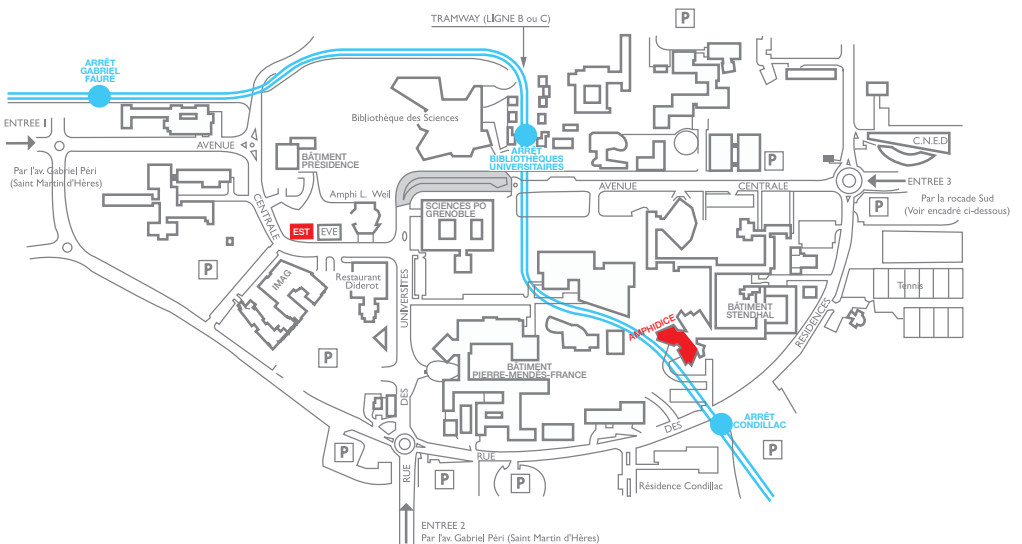 TRAMWAY (LIGNE B ou C)
P
P
ARRÊT
GABRIEL
FAURÉ
ENTREE 1
AVENUE
Bibliothèque des Sciences
ARRÊT
BIBLIOTHÈQUES
UNIVERSITAIRES
C.N.E.D
P
Par l'av. Gabriel Péri
(Saint Martin d'Hères)
BÂTIMENT
PRÉSIDENCE
Amphi L. Weil
AVENUE
CENTRALE
ENTREE 3
Par la rocade Sud
(Voir encadré ci-dessous)
P
CENTRALE
EST
EVE
SCIENCES PO
GRENOBLE
P
IMAG
Restaurant
Diderot
UNIVERSITÉS
Tennis
BÂTIMENT
STENDHAL
RÉSIDENCES
AMPHIDICE
P
BÂTIMENT
PIERRE-MENDÈS-FRANCE
DES
ARRÊT
CONDILLAC
DES
P
P
RUE
RUE
P
P
Résidence Condillac
ENTREE 2
Par l'av. Gabriel Péri (Saint Martin d'Hères)